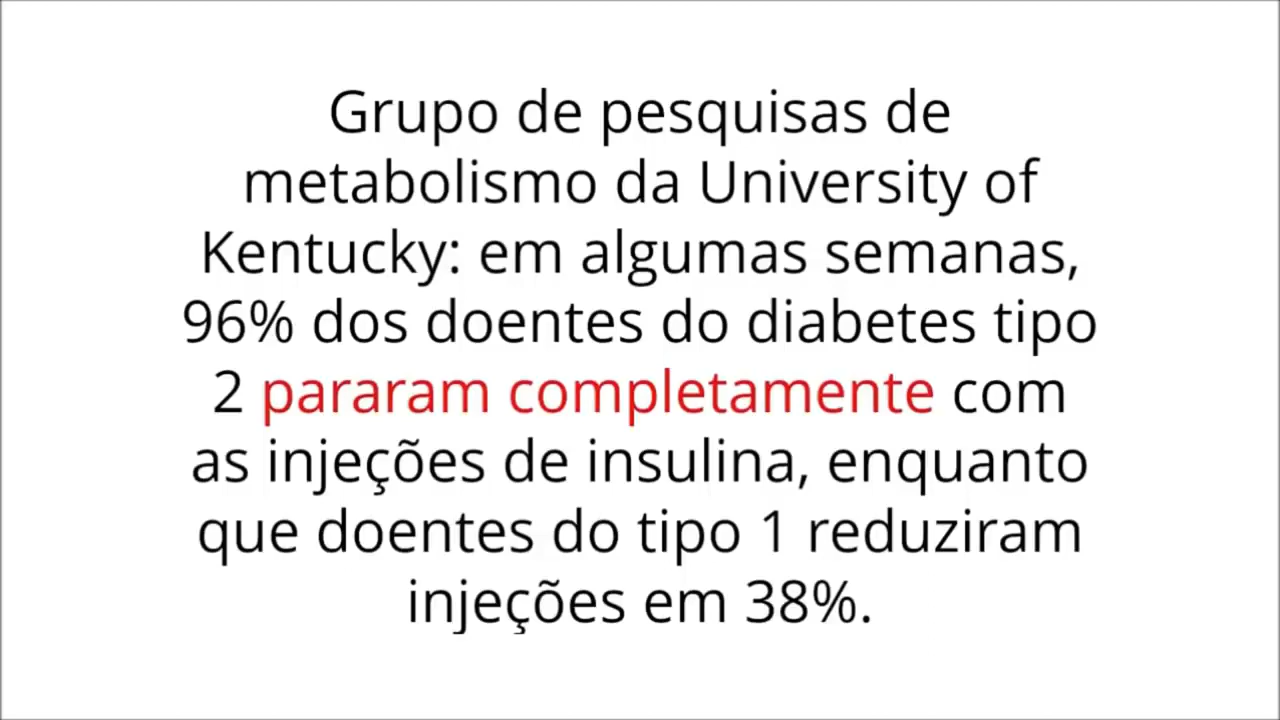 Grupo de pesquisas de
metabolismo da University of
Kentucky: em algumas semanas,
96% dos doentes do diabetes tipo
2 pararam completamente com
as injeções de insulina, enquanto
que doentes do tipo 1 reduziram
injeções em 38%.